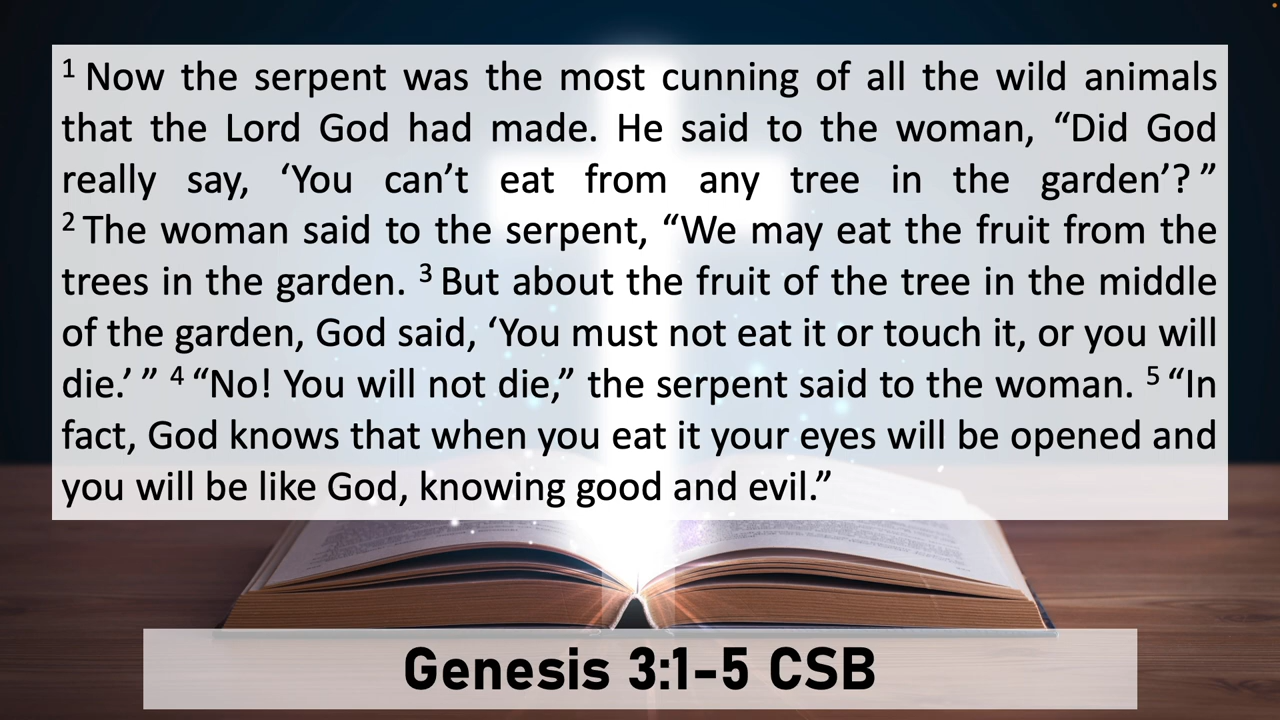 ¹ Now the serpent was the most cunning of all the wild animals
that the Lord God had made. He said to the woman, “Did God
really say, ‘You can’t eat from any tree in the garden’? ”
² The woman said to the serpent, “We may eat the fruit from the
trees in the garden. ³ But about the fruit of the tree in the middle
of the garden, God said, ‘You must not eat it or touch it, or you will
die.’ ” ⁴ “No! You will not die,” the serpent said to the woman. ⁵ “In
fact, God knows that when you eat it your eyes will be opened and
you will be like God, knowing good and evil.”
Genesis 3:1-5 CSB